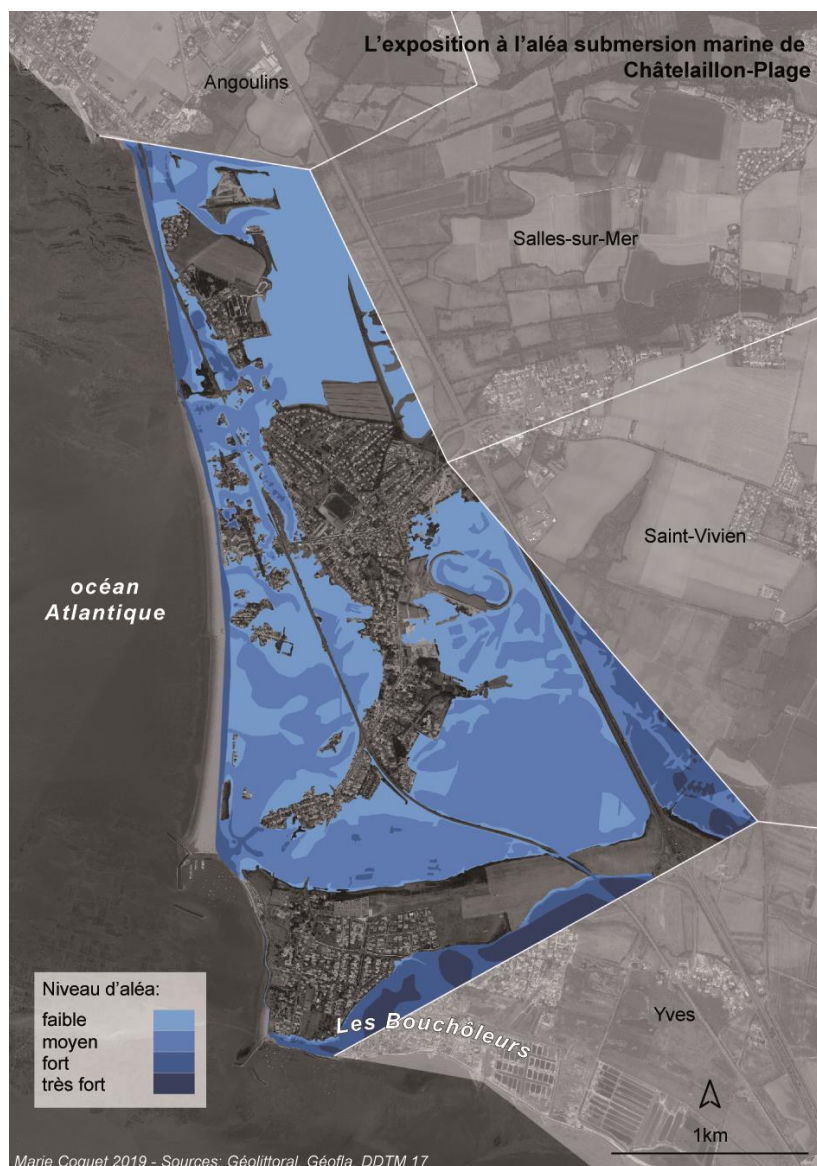 L'exposition à l'aléa submersion marine de
Châtelaillon-Plage
Angoulins
Salles-sur-Mer
Saint-Vivien
océan
Atlantique
Niveau d'aléa:
faible
moyen
fort
très fort
Les Bouchôleurs
Yves
1km
Marie Coquet 2019 - Sources: Géolittoral, Géofla, DDTM 17